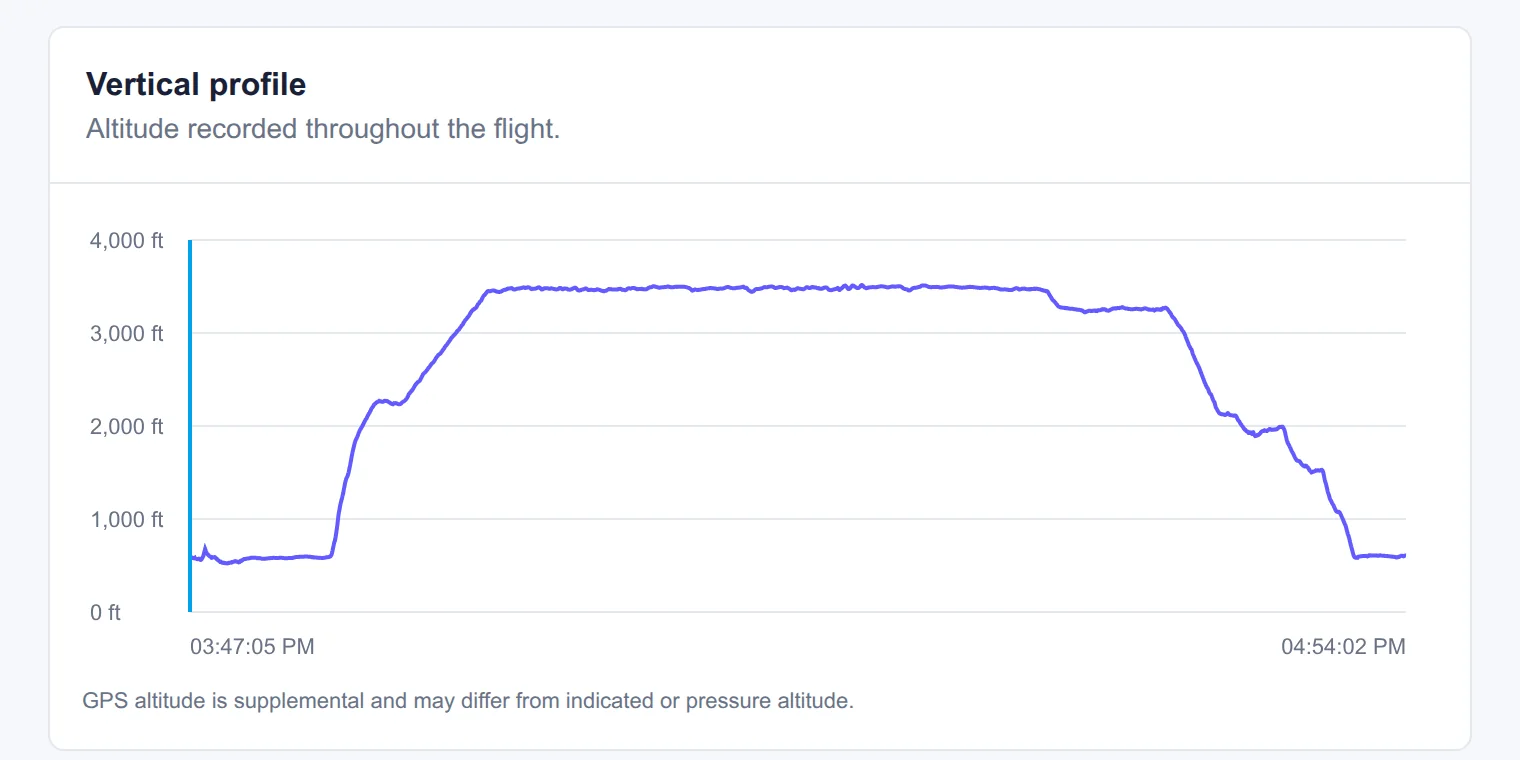 Vertical profile
Altitude recorded throughout the flight.
4,000 ft
3,000 ft
2,000 ft
1,000 ft
0 ft
03:47:05 PM
04:54:02 PM
GPS altitude is supplemental and may differ from indicated or pressure altitude.